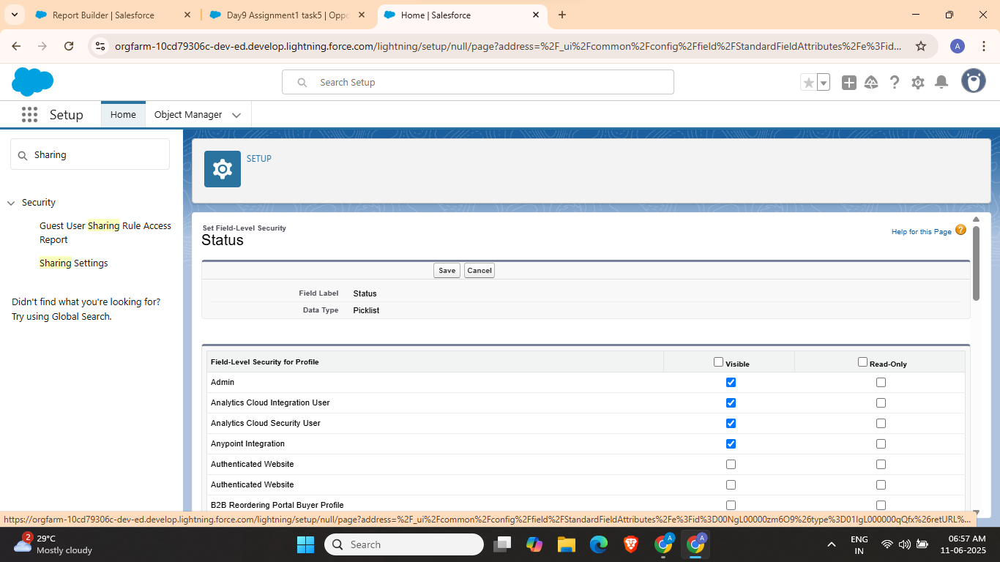 Report Builder | Salesforce
Day9 Assignment1 task5 | Oppo
Home | Salesforce
orgfarm-10cd79306c-dev-ed.develop.lightning.force.com/lightning/setup/null/page?address=%2F_ui%2Fcommon%2Fconfig%2Ffield%2FStandardFieldAttributes%2Fe%3Fid...
A
Search Setup
Setup
Home
Object Manager
Sharing
Security
Guest User Sharing Rule Access
Report
Sharing Settings
Didn't find what you're looking for?
Try using Global Search.
SETUP
Set Field-Level Security
Status
Help for this Page ?
Save Cancel
Field Label Status
Data Type Picklist
Field-Level Security for Profile Visible Read-Only
Admin
Analytics Cloud Integration User
Analytics Cloud Security User
Anypoint Integration
Authenticated Website
Authenticated Website
B2B Reordering Portal Buyer Profile
https://orgfarm-10cd79306c-dev-ed.develop.lightning.force.com/lightning/setup/null/page?address=%2F_ui%2Fcommon%2Fconfig%2Ffield%2FStandardFieldAttributes%2Fe%3Fid%3D00NgL00000zm6O9%26type%3D01IgL000000qQfx%26retURL%...
2
29°C
Mostly cloudy
Search
A
A
ENG
IN
06:57 AM
11-06-2025